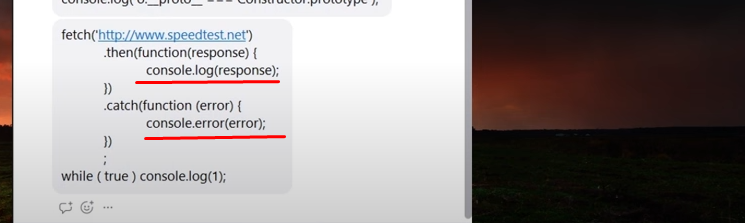 console.log( o.__proto__ === Constructor.prototype );
fetch('http://www.speedtest.net')
.then(function(response) {
console.log(response);
})
.catch(function (error) {
console.error(error);
})
;
while ( true ) console.log(1);